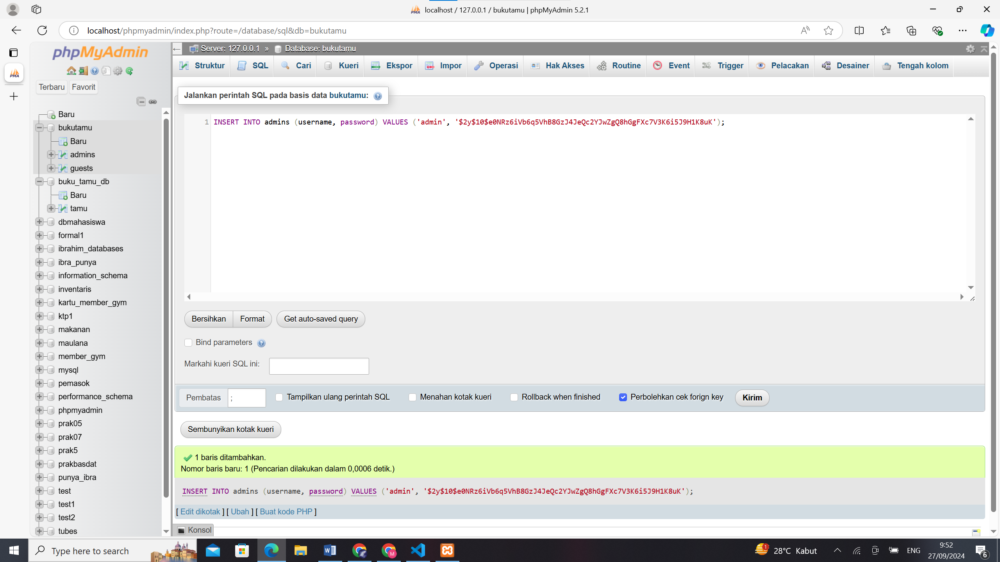 localhost / 127.0.0.1 / bukutamu | phpMyAdmin 5.2.1
localhost/phpmyadmin/index.php?route=/database/sql&db=bukutamu
phpMyAdmin
Terbaru Favorit
Baru
bukutamu
Baru
admins
guests
buku_tamu_db
Baru
tamu
dbmahasiswa
formal1
ibrahim_databases
ibra_punya
information_schema
inventaris
kartu_member_gym
ktp1
makanan
maulana
member_gym
mysql
pemasok
performance_schema
phpmyadmin
prak05
prak07
prak5
prakbasdat
punya_ibra
test
test1
test2
tubes
Server: 127.0.0.1 » Database: bukutamu
Struktur SQL Cari Kueri Ekspor Impor Operasi Hak Akses Routine Event Trigger Pelacakan Desainer Tengah kolom
Jalankan perintah SQL pada basis data bukutamu:
1 INSERT INTO admins (username, password) VALUES ('admin', '$2y$10$e0NRz6iVb6q5VhB8GzJ4JeQc2YJwZgQ8hGgFXc7V3K6i5J9H1K8uK');
Bersihkan Format Get auto-saved query
Bind parameters
Markahi kueri SQL ini:
Pembatas ; Tampilkan ulang perintah SQL Menahan kotak kueri Rollback when finished Perbolehkan cek forign key Kirim
Sembunyikan kotak kueri
1 baris ditambahkan.
Nomor baris baru: 1 (Pencarian dilakukan dalam 0,0006 detik.)
INSERT INTO admins (username, password) VALUES ('admin', '$2y$10$e0NRz6iVb6q5VhB8GzJ4JeQc2YJwZgQ8hGgFXc7V3K6i5J9H1K8uK');
[ Edit dikotak ] [ Ubah ] [ Buat kode PHP ]
Konsol
Type here to search
1
28°C Kabut
ENG
9:52
27/09/2024
6